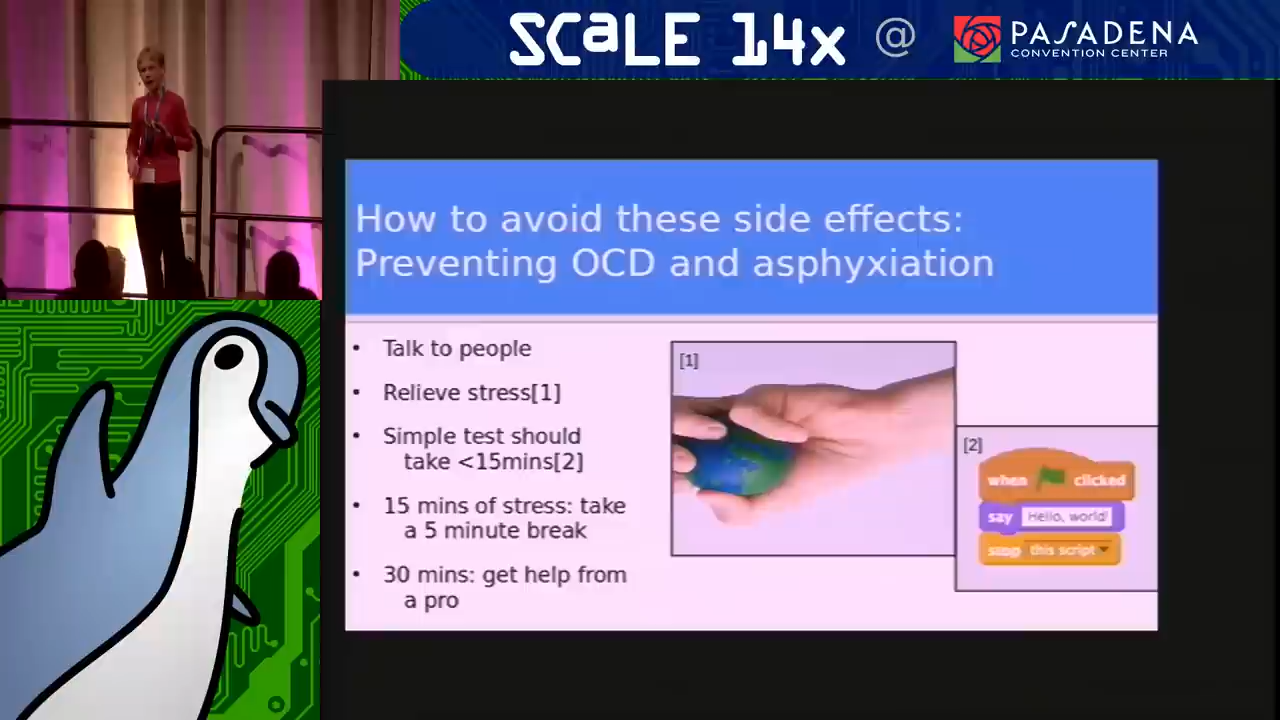 SCALE 14x @ PASADENA
CONVENTION CENTER
How to avoid these side effects:
Preventing OCD and asphyxiation
• Talk to people
• Relieve stress[1]
• Simple test should
take <15mins[2]
• 15 mins of stress: take
a 5 minute break
• 30 mins: get help from
a pro
[1]
[2]
when clicked
say Hello, world!
stop this script